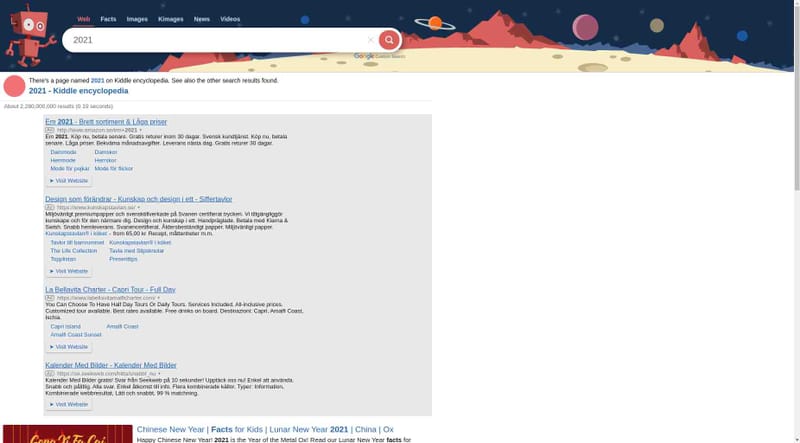 Web Facts Images Kimages News Videos
2021
Google Custom Search
There's a page named 2021 on Kiddle encyclopedia. See also the other search results found.
2021 - Kiddle encyclopedia
About 2,280,000,000 results (0.19 seconds)
Em 2021 - Brett sortiment & Låga priser
Ad http://www.amazon.se/em+2021
Em 2021. Köp nu, betala senare. Gratis returer inom 30 dagar. Svensk kundtjänst. Köp nu, betala
senare. Låga priser. Bekväma månadsavgifter. Leverans nästa dag. Gratis returer 30 dagar.
Dammode Damskor
Herrmode Herrskor
Mode för pojkar Mode för flickor
Visit Website
Design som förändrar - Kunskap och design i ett - Siffertavlor
Ad https://www.kunskapstavlan.se/
Miljövänligt premiumpapper och svensktillverkade på Svanen certifierat tryckeri. Vi tillgängliggör
kunskape och för den närmare dig. Design och kunskap i ett. Handpräglade. Betala med Klarna &
Swish. Snabb hemleverans. Svanencertifierat. Åldersbeständigt papper. Miljövänligt papper.
Kunskapstavlan® i köket - from 65,00 kr Recept, måttenheter m.m.
Tavlor till barnrummet Kunskapstavlan® i köket
The Life Collection Tavla med Slipsknutar
Topplistan Presenttips
Visit Website
La Bellavita Charter - Capri Tour - Full Day
Ad https://www.labellavitamalficharter.com/
You Can Choose To Have Half Day Tours Or Daily Tours. Services Included. All-inclusive prices.
Customized tour available. Best rates available. Free drinks on board. Destinazioni: Capri, Amalfi Coast,
Ischia.
Capri Island Amalfi Coast
Amalfi Coast Sunset
Visit Website
Kalender Med Bilder - Kalender Med Bilder
Ad https://se.seekweb.com/hitta/snabbt_nu
Kalender Med Bilder gratis! Svar från Seekweb på 10 sekunder! Upptäck oss nu! Enkel att använda.
Snabb och pålitlig. Alla svar. Enkel åtkomst till info. Flera kombinerade källor. Typer: Information,
Kombinerade webbresultat, Lätt och snabbt, 99 % matchning.
Visit Website
Gong Xi Fa Cai
Chinese New Year | Facts for Kids | Lunar New Year 2021 | China | Ox
Happy Chinese New Year! 2021 is the Year of the Metal Ox! Read our Lunar New Year facts for